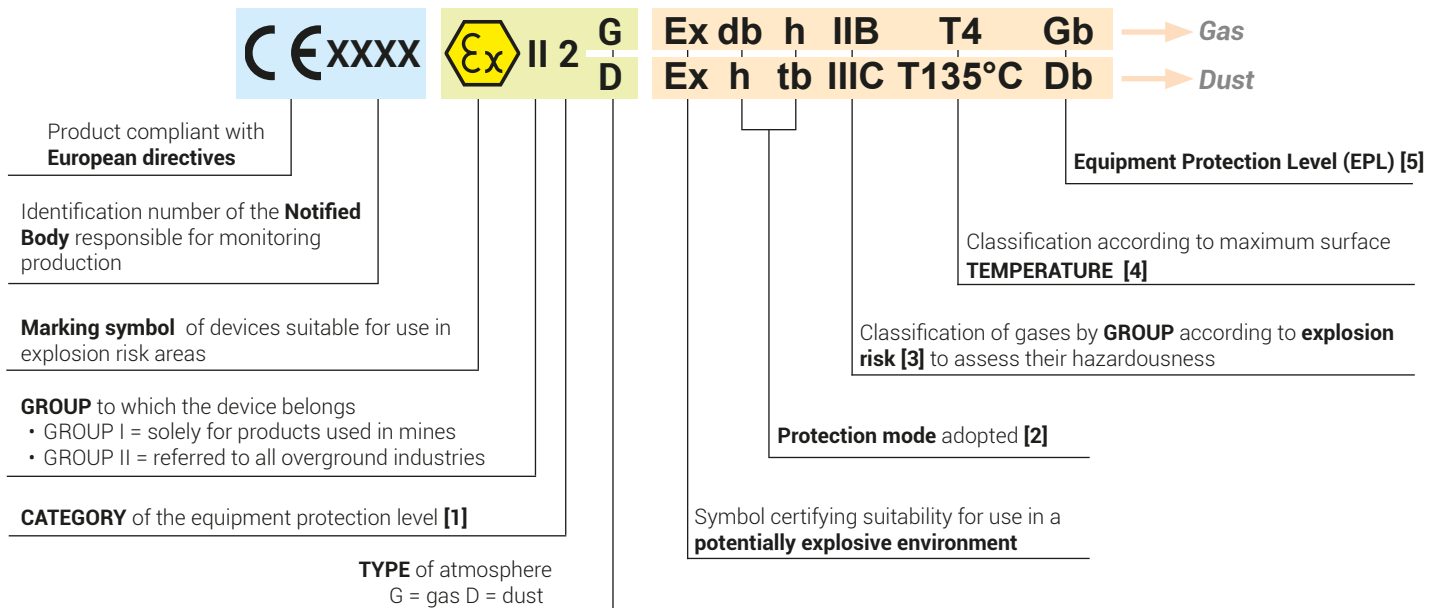 CE XXXX Ex II 2 G Ex db h IIB T4 Gb Gas
D Ex h tb IIIC T135°C Db Dust
Product compliant with
European directives
Equipment Protection Level (EPL) [5]
Identification number of the Notified
Body responsible for monitoring
production
Classification according to maximum surface
TEMPERATURE [4]
Marking symbol of devices suitable for use in
explosion risk areas
Classification of gases by GROUP according to explosion
risk [3] to assess their hazardousness
GROUP to which the device belongs
• GROUP I = solely for products used in mines
• GROUP II = referred to all overground industries
Protection mode adopted [2]
CATEGORY of the equipment protection level [1]
Symbol certifying suitability for use in a
potentially explosive environment
TYPE of atmosphere
G = gas D = dust